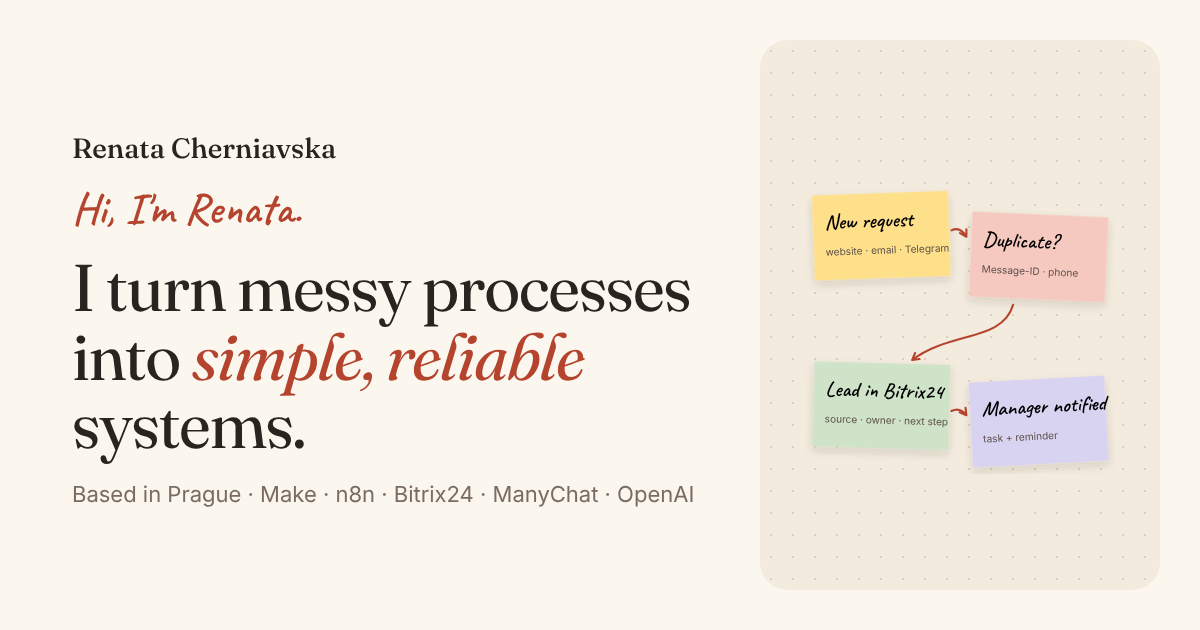 Renata Cherniavska
Hi, I'm Renata.
I turn messy processes
into simple, reliable
systems.
Based in Prague · Make · n8n · Bitrix24 · ManyChat · OpenAI
New request
website · email · Telegram
Duplicate?
Message-ID · phone
Lead in Bitrix24
source · owner · next step
Manager notified
task + reminder